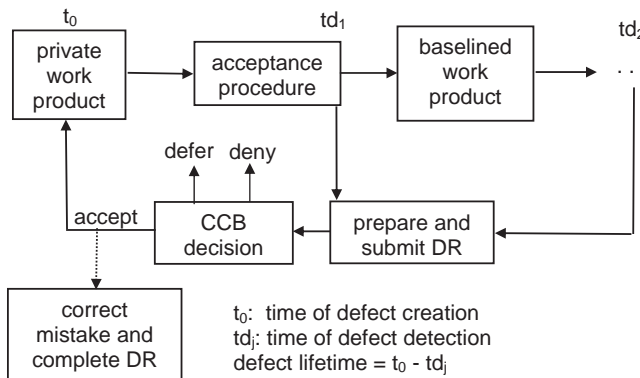 t₀
td₁
td₂
private
work
product
acceptance
procedure
baselined
work
product
. .
defer
deny
accept
CCB
decision
prepare and
submit DR
correct
mistake and
complete DR
t₀: time of defect creation
tdⱼ: time of defect detection
defect lifetime = t₀ - tdⱼ